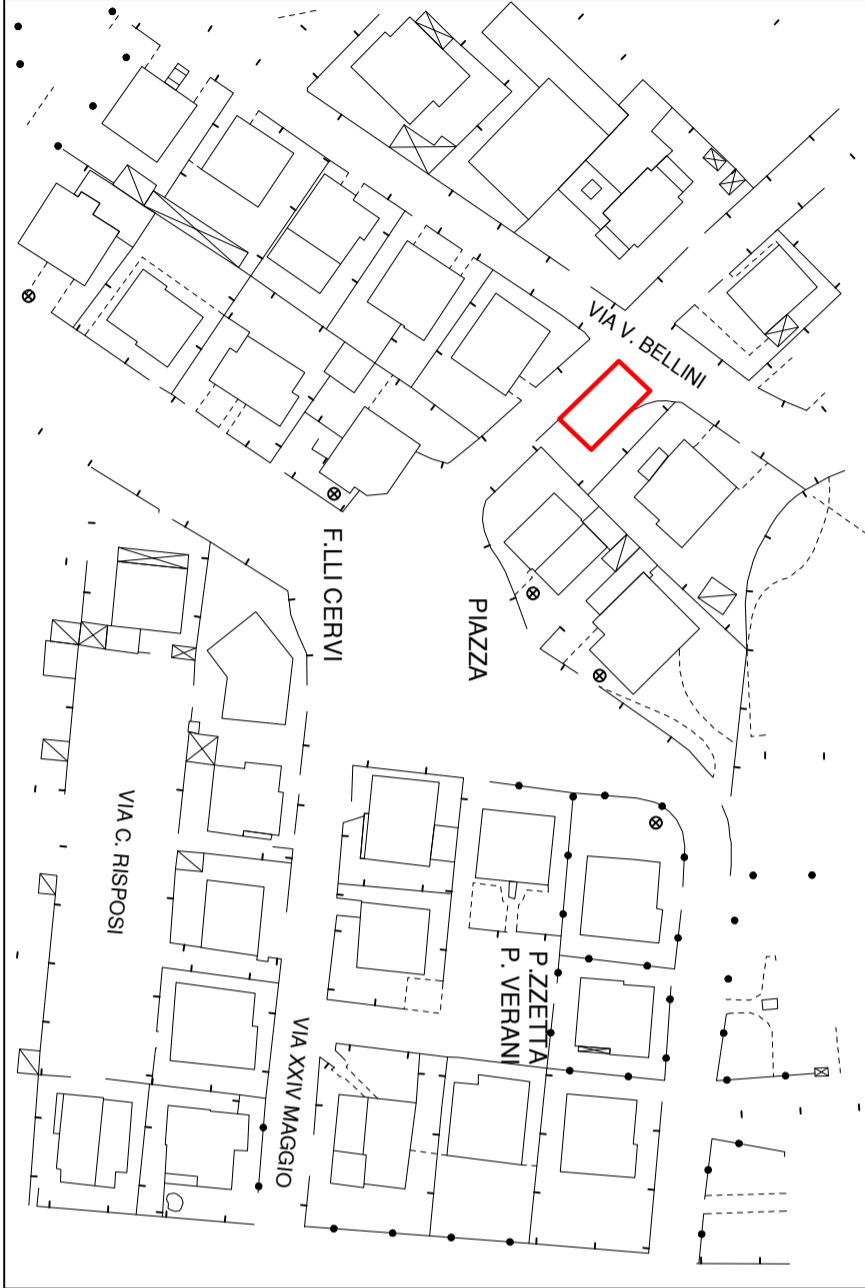 VIA V. BELLINI
F.LLI CERVI
PIAZZA
VIA C. RISPOSI
P.ZZETTA
P. VERANI
VIA XXIV MAGGIO